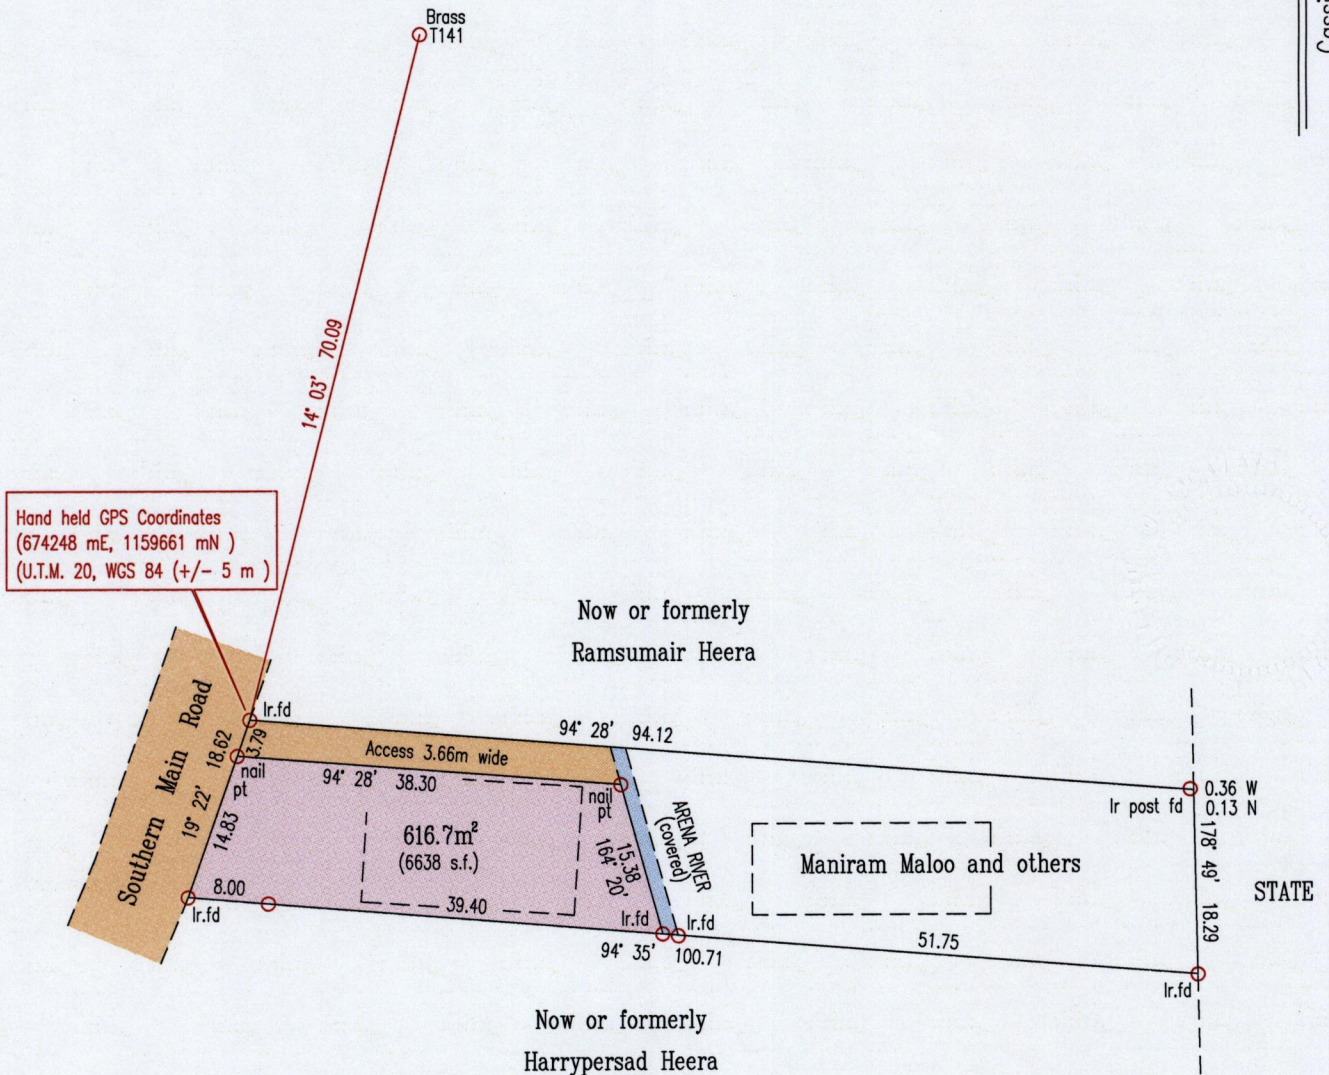 Brass
T141
Cass
14° 03' 70.09
Hand held GPS Coordinates
(674248 mE, 1159661 mN )
(U.T.M. 20, WGS 84 (+/- 5 m )
Now or formerly
Ramsumair Heera
Southern Main Road
19° 22' 18.62
Ir.fd
3.79
nail
pt
14.83
Access 3.66m wide
94° 28' 94.12
94° 28' 38.30
nail
pt
616.7m²
(6638 s.f.)
15.38
164° 20'
ARENA RIVER
(covered)
Maniram Maloo and others
0.36 W
Ir post fd
0.13 N
178° 49' 18.29
STATE
8.00
Ir.fd
39.40
Ir.fd
Ir.fd
94° 35' 100.71
51.75
Ir.fd
Now or formerly
Harrypersad Heera